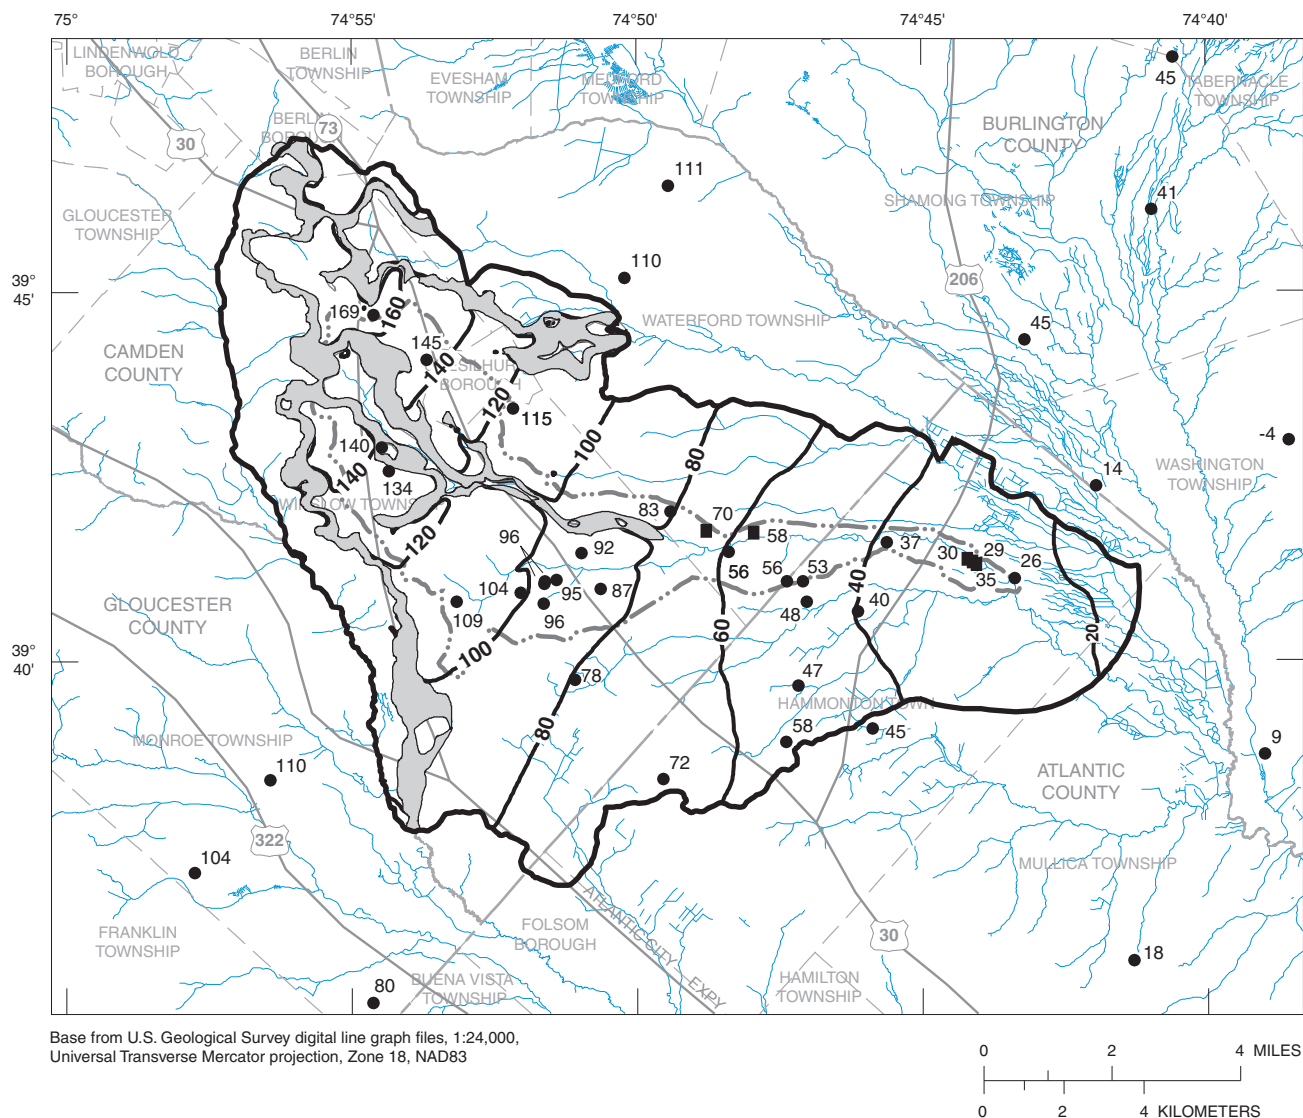 75°
74°55'
74°50'
74°45'
74°40'
LINDENWOLD
BOROUGH
BERLIN
TOWNSHIP
EVESHAM
TOWNSHIP
MEDFORD
TOWNSHIP
45
TABERNACLE
TOWNSHIP
73
30
BURLINGTON
COUNTY
111
SHAMONG TOWNSHIP
41
GLOUCESTER
TOWNSHIP
110
206
39°
45'
169
160
WATERFORD TOWNSHIP
45
CAMDEN
COUNTY
145
140
BOROUGH
120
115
100
80
-4
140
140
134
14
WASHINGTON
TOWNSHIP
83
70
58
120
96
92
56
56
53
37
30
29
35
26
104
95
87
96
109
48
40
40
60
20
GLOUCESTER
COUNTY
39°
40'
100
78
47
HAMMONTON TOWN
80
58
45
MONROE TOWNSHIP
110
72
9
ATLANTIC
COUNTY
322
104
MULLICA TOWNSHIP
ATLANTIC CITY EXPY
FOLSOM
BOROUGH
FRANKLIN
TOWNSHIP
30
18
80
BUENA VISTA
TOWNSHIP
HAMILTON
TOWNSHIP
Base from U.S. Geological Survey digital line graph files, 1:24,000,
Universal Transverse Mercator projection, Zone 18, NAD83
0 2 4 MILES
0 2 4 KILOMETERS